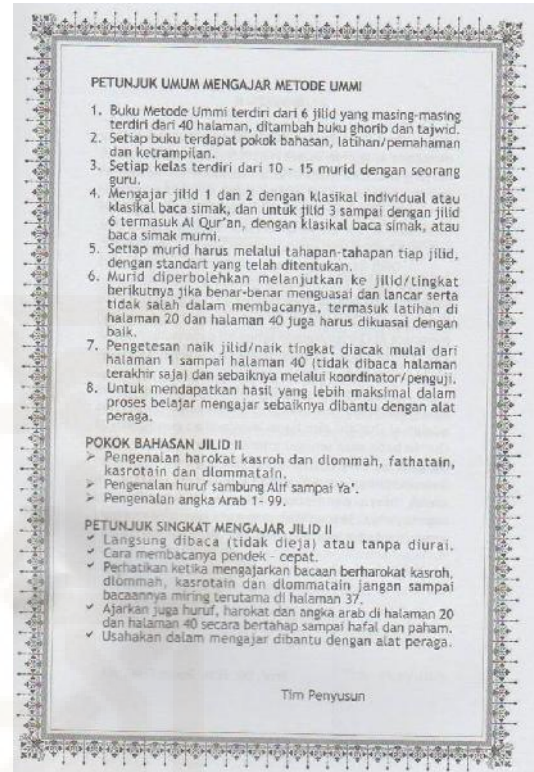 PETUNJUK UMUM MENGAJAR METODE UMMI
1. Buku Metode Ummi terdiri dari 6 jilid yang masing-masing
terdiri dari 40 halaman, ditambah buku ghorib dan tajwid.
2. Setiap buku terdapat pokok bahasan, latihan/pemahaman
dan ketrampilan.
3. Setiap kelas terdiri dari 10 - 15 murid dengan seorang
guru.
4. Mengajar jilid 1 dan 2 dengan klasikal individual atau
klasikal baca simak, dan untuk jilid 3 sampai dengan jilid
6 termasuk Al Qur'an, dengan klasikal baca simak, atau
baca simak murni.
5. Setiap murid harus melalui tahapan-tahapan tiap jilid,
dengan standart yang telah ditentukan.
6. Murid diperbolehkan melanjutkan ke jilid/tingkat
berikutnya jika benar-benar menguasai dan lancar serta
tidak salah dalam membacanya, termasuk latihan di
halaman 20 dan halaman 40 juga harus dikuasai dengan
baik.
7. Pengetesan naik jilid/naik tingkat diacak mulai dari
halaman 1 sampai halaman 40 (tidak dibaca halaman
terakhir saja) dan sebaiknya melalui koordinator/penguji.
8. Untuk mendapatkan hasil yang lebih maksimal dalam
proses belajar mengajar sebaiknya dibantu dengan alat
peraga.
POKOK BAHASAN JILID II
➢ Pengenalan harokat kasroh dan dlommah, fathatain,
kasrotain dan dlommatain.
➢ Pengenalan huruf sambung Alif sampai Ya'.
➢ Pengenalan angka Arab 1- 99.
PETUNJUK SINGKAT MENGAJAR JILID II
✓ Langsung dibaca (tidak dieja) atau tanpa diurai.
✓ Cara membacanya pendek - cepat.
✓ Perhatikan ketika mengajarkan bacaan berharokat kasroh,
dlommah, kasrotain dan dlommatain jangan sampai
bacaannya miring terutama di halaman 37.
✓ Ajarkan juga huruf, harokat dan angka arab di halaman 20
dan halaman 40 secara bertahap sampai hafal dan paham.
✓ Usahakan dalam mengajar dibantu dengan alat peraga.
Tim Penyusun